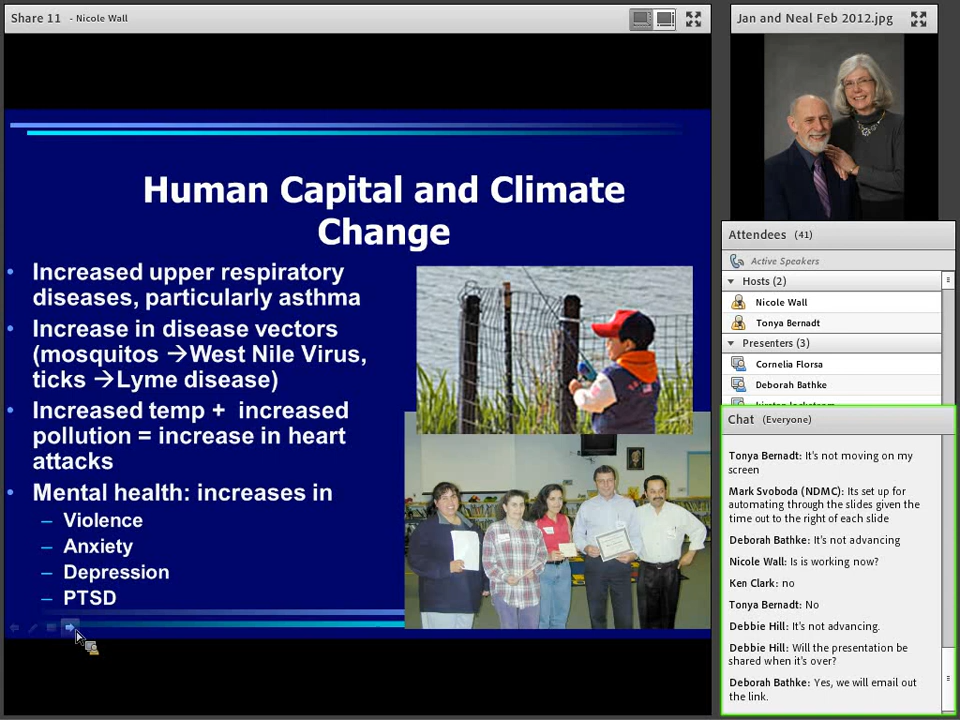 Share 11 - Nicole Wall
Human Capital and Climate
Change
• Increased upper respiratory
diseases, particularly asthma
• Increase in disease vectors
(mosquitos →West Nile Virus,
ticks →Lyme disease)
• Increased temp + increased
pollution = increase in heart
attacks
• Mental health: increases in
– Violence
– Anxiety
– Depression
– PTSD
Jan and Neal Feb 2012.jpg
Attendees (41)
Active Speakers
Hosts (2)
Nicole Wall
Tonya Bernadt
Presenters (3)
Cornelia Florsa
Deborah Bathke
Chat (Everyone)
Tonya Bernadt: It's not moving on my
screen
Mark Svoboda (NDMC): Its set up for
automating through the slides given the
time out to the right of each slide
Deborah Bathke: It's not advancing
Nicole Wall: Is is working now?
Ken Clark: no
Tonya Bernadt: No
Debbie Hill: It's not advancing.
Debbie Hill: Will the presentation be
shared when it's over?
Deborah Bathke: Yes, we will email out
the link.